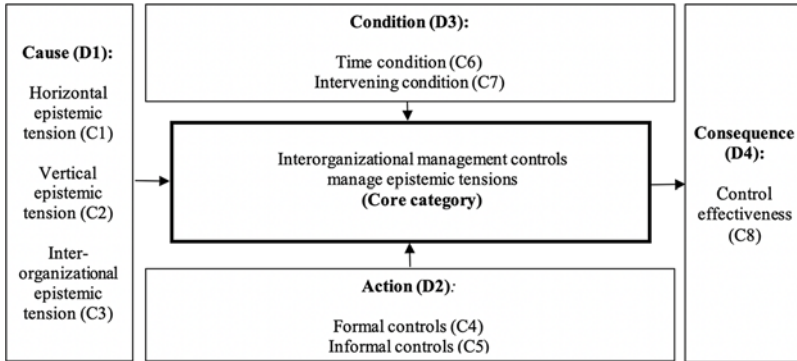 Cause (D1):
Horizontal
epistemic
tension (C1)
Vertical
epistemic
tension (C2)
Inter-
organizational
epistemic
tension (C3)
Condition (D3):
Time condition (C6)
Intervening condition (C7)
Interorganizational management controls
manage epistemic tensions
(Core category)
Action (D2):
Formal controls (C4)
Informal controls (C5)
Consequence
(D4):
Control
effectiveness
(C8)